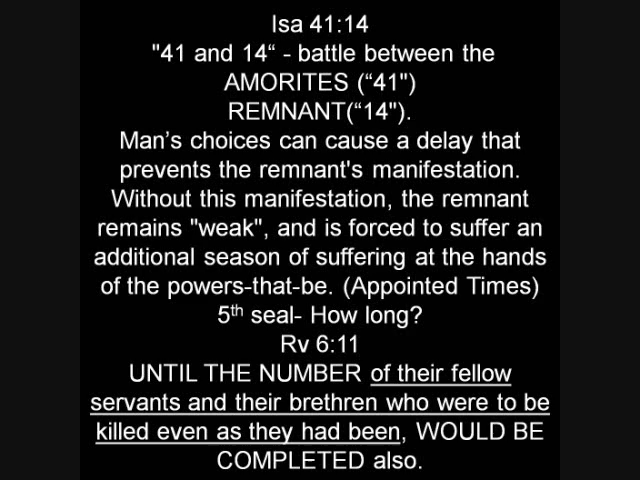 Isa 41:14
"41 and 14“ - battle between the
AMORITES (“41")
REMNANT(“14").
Man’s choices can cause a delay that
prevents the remnant's manifestation.
Without this manifestation, the remnant
remains "weak", and is forced to suffer an
additional season of suffering at the hands
of the powers-that-be. (Appointed Times)
5th seal- How long?
Rv 6:11
UNTIL THE NUMBER of their fellow
servants and their brethren who were to be
killed even as they had been, WOULD BE
COMPLETED also.